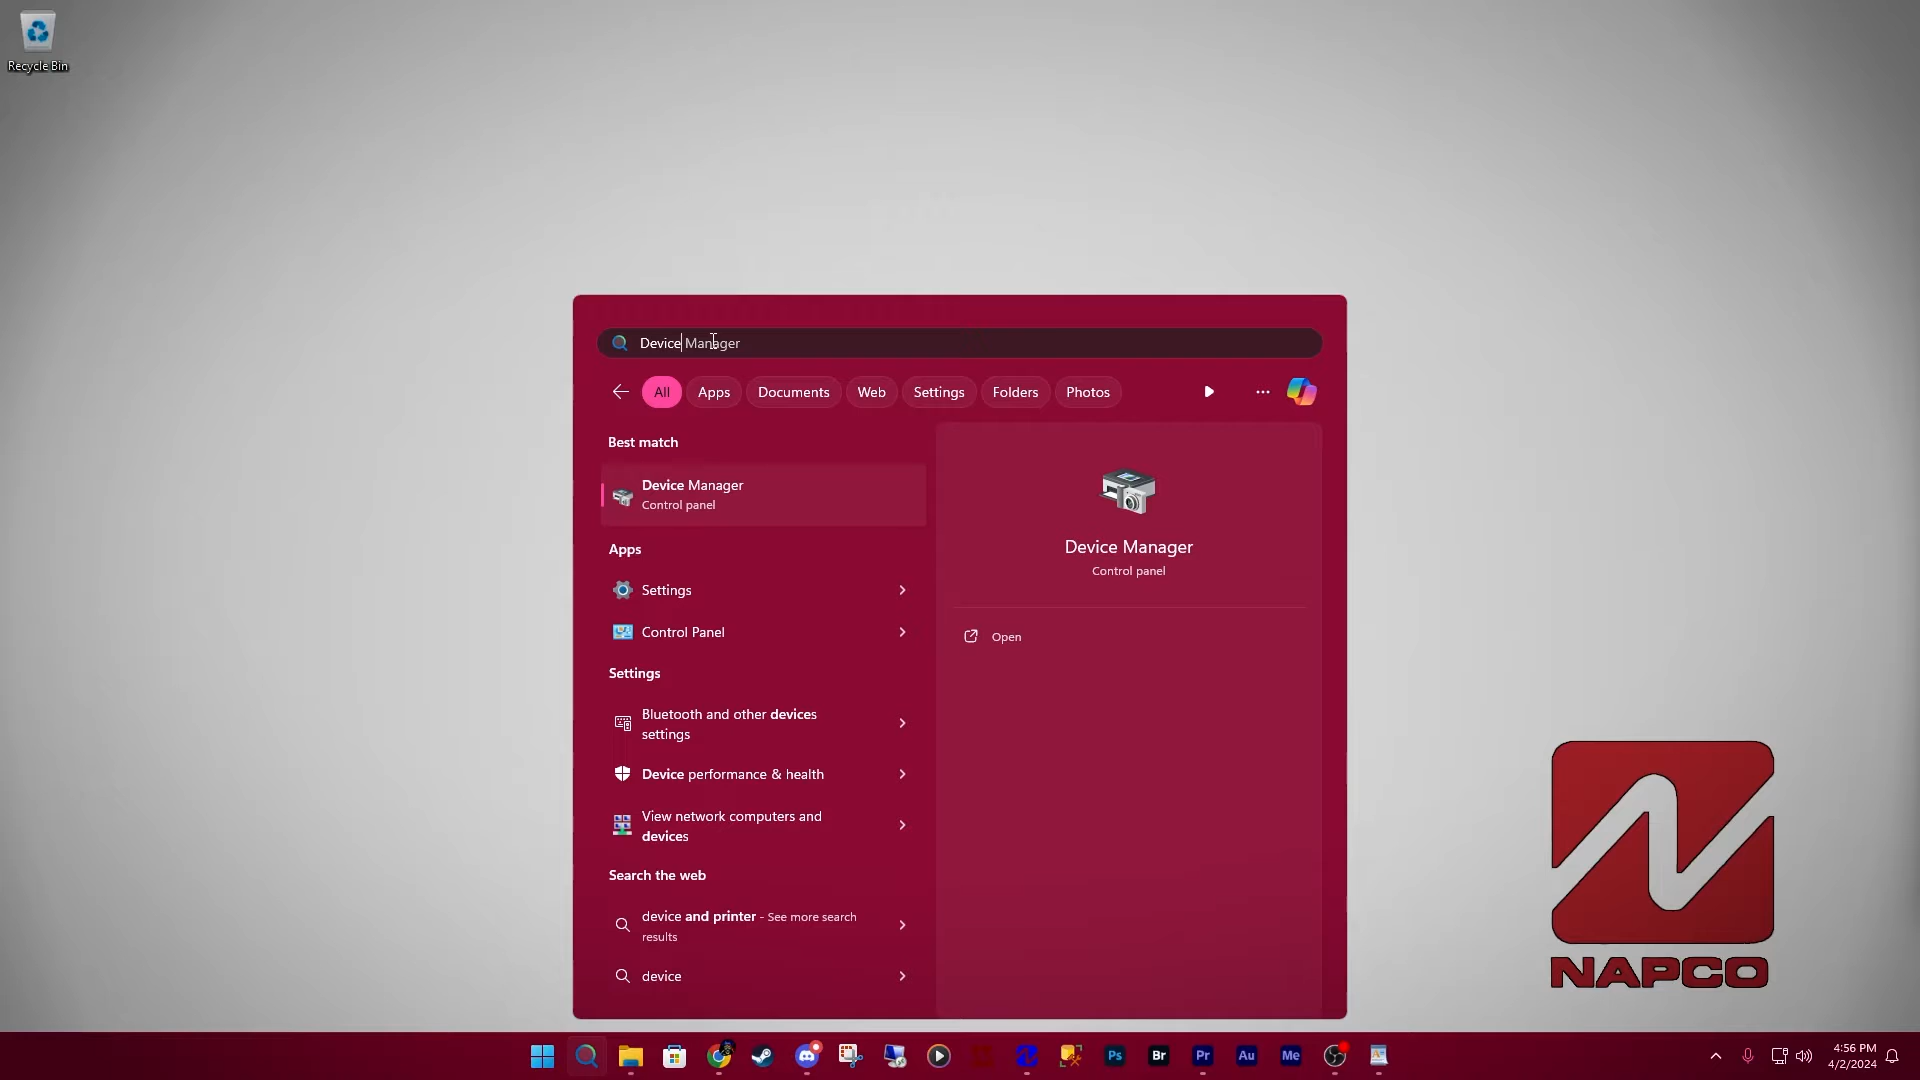 Recycle Bin
Device Manager
All
Apps
Documents
Web
Settings
Folders
Photos
Best match
Device Manager
Control panel
Apps
Settings
Control Panel
Settings
Bluetooth and other devices
settings
Device performance & health
View network computers and
devices
Search the web
device and printer - See more search
results
device
Device Manager
Control panel
Open
NAPCO
Ps
Br
Pr
Au
Me
4:56 PM
4/2/2024